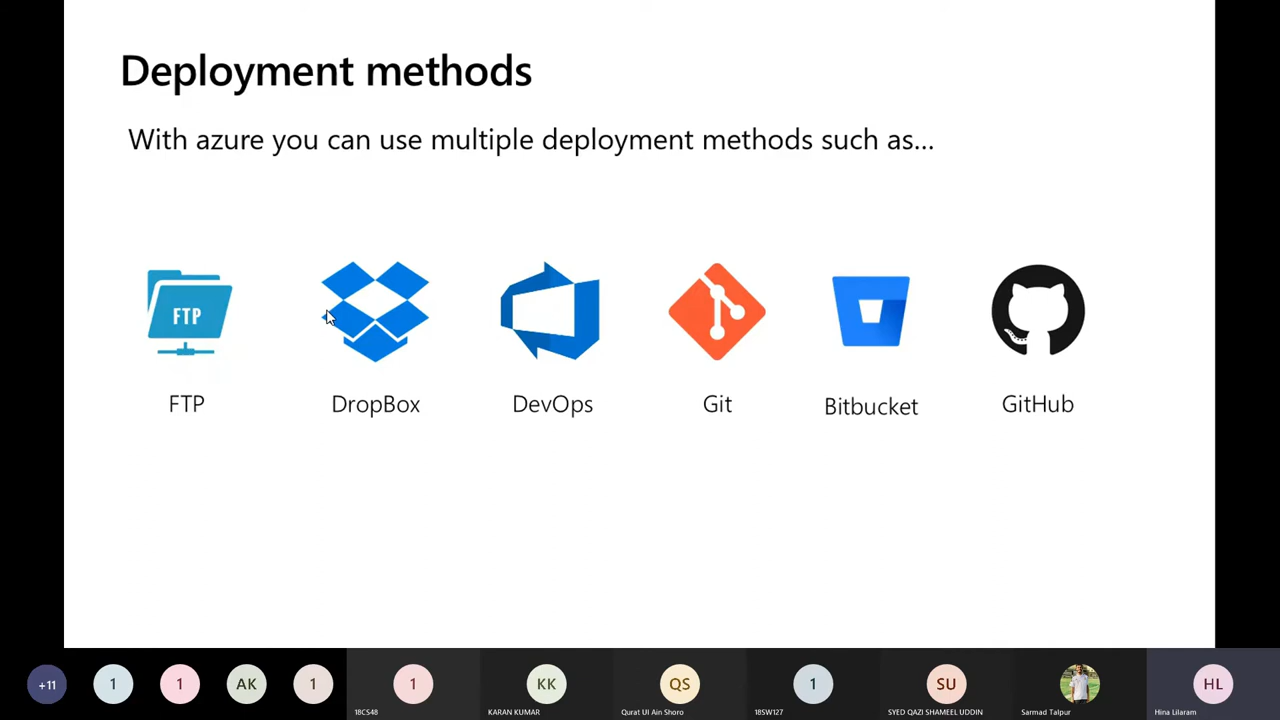 Deployment methods
With azure you can use multiple deployment methods such as...
FTP
FTP
DropBox
DevOps
Git
Bitbucket
GitHub
+11
1
1
AK
1
1
KK
QS
1
SU
HL
18CS48
KARAN KUMAR
Qurat Ul Ain Shoro
18SW127
SYED QAZI SHAMEEL UDDIN
Sarmad Talpur
Hina Lilaram